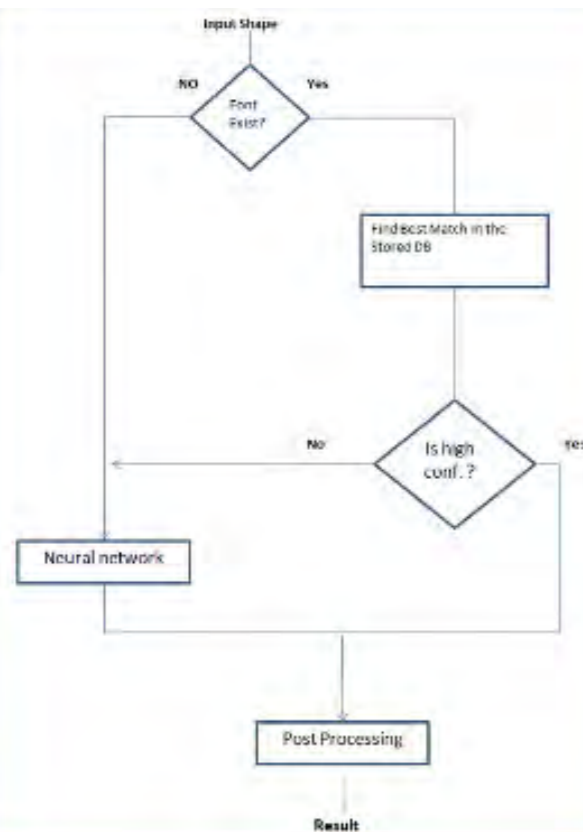 Input Shape
NO
Yes
Font
Exist?
Find Best Match in the
Stored DB
No
Is high
conf. ?
Yes
Neural network
Post Processing
Result